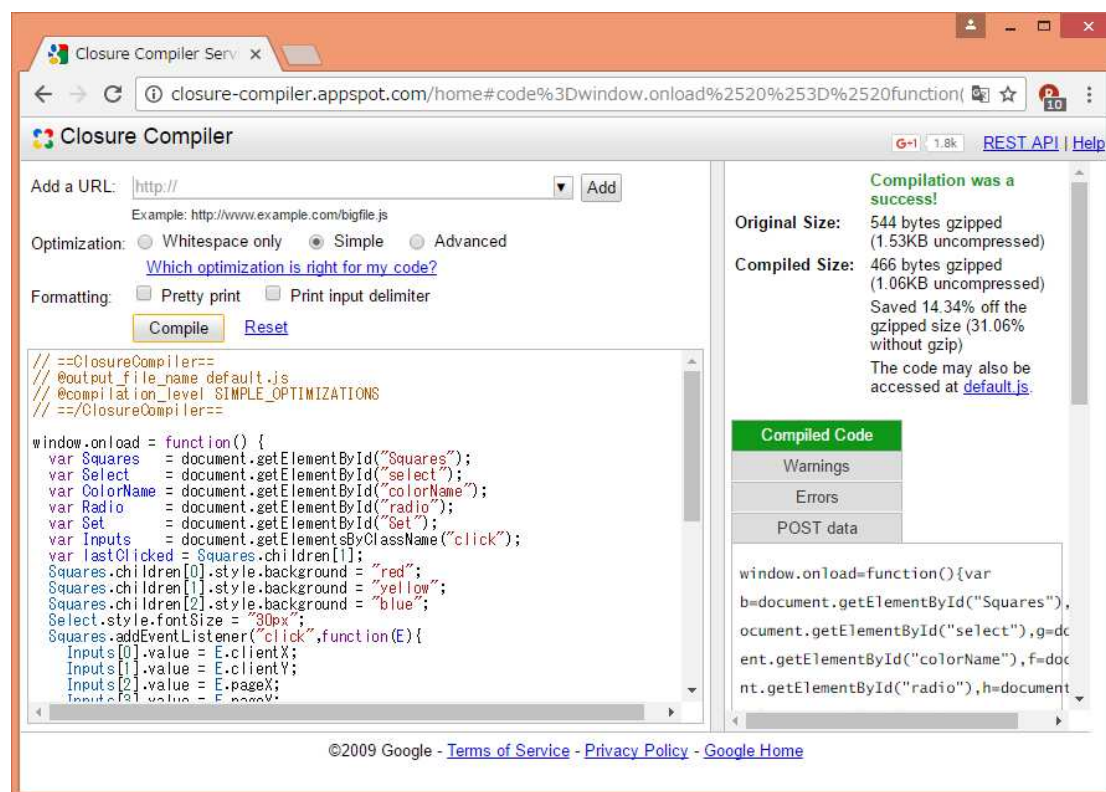 Closure Compiler Serv
closure-compiler.appspot.com/home#code%3Dwindow.onload%2520%253D%2520function(
10
Closure Compiler
G+1 1.8k REST API | Help
Add a URL: http:// Add
Example: http://www.example.com/bigfile.js
Optimization: Whitespace only Simple Advanced
Which optimization is right for my code?
Formatting: Pretty print Print input delimiter
Compile Reset
// ==ClosureCompiler==
// @output_file_name default.js
// @compilation_level SIMPLE_OPTIMIZATIONS
// ==/ClosureCompiler==
window.onload = function() {
var Squares = document.getElementById("Squares");
var Select = document.getElementById("select");
var ColorName = document.getElementById("colorName");
var Radio = document.getElementById("radio");
var Set = document.getElementById("Set");
var Inputs = document.getElementsByClassName("click");
var lastClicked = Squares.children[1];
Squares.children[0].style.background = "red";
Squares.children[1].style.background = "yellow";
Squares.children[2].style.background = "blue";
Select.style.fontSize = "30px";
Squares.addEventListener("click",function(E){
Inputs[0].value = E.clientX;
Inputs[1].value = E.clientY;
Inputs[2].value = E.pageX;
Inputs[3].value = E.pageY;
Compilation was a
success!
Original Size: 544 bytes gzipped
(1.53KB uncompressed)
Compiled Size: 466 bytes gzipped
(1.06KB uncompressed)
Saved 14.34% off the
gzipped size (31.06%
without gzip)
The code may also be
accessed at default.js.
Compiled Code
Warnings
Errors
POST data
window.onload=function(){var
b=document.getElementById("Squares"),
ocument.getElementById("select"),g=dc
ent.getElementById("colorName"),f=doc
nt.getElementById("radio"),h=document
©2009 Google - Terms of Service - Privacy Policy - Google Home